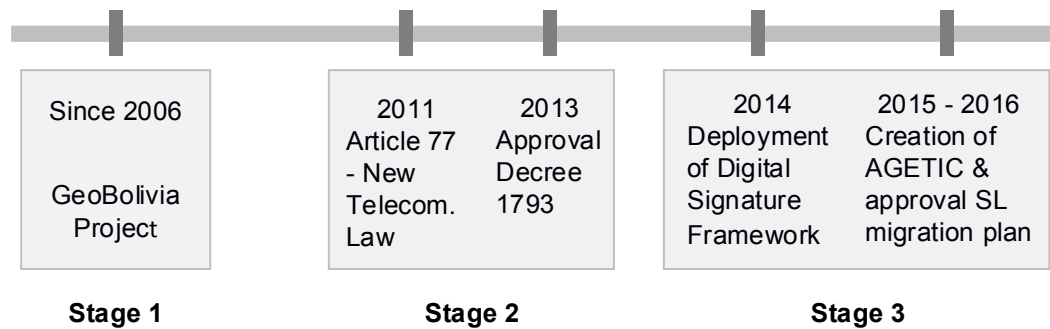 Since 2006
GeoBolivia
Project
2011
Article 77
- New
Telecom.
Law
2013
Approval
Decree
1793
2014
Deployment
of Digital
Signature
Framework
2015 - 2016
Creation of
AGETIC &
approval SL
migration plan
Stage 1
Stage 2
Stage 3